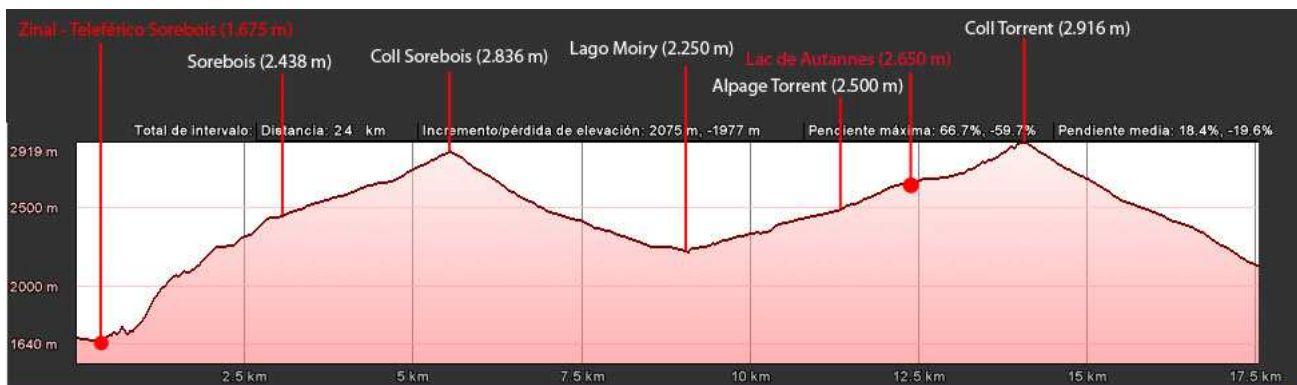 Zinal - Teleférico Sorebois (1.675 m)
Coll Torrent (2.916 m)
Sorebois (2.438 m)
Coll Sorebois (2.836 m)
Lago Moiry (2.250 m)
Lac de Autannes (2.650 m)
Alpage Torrent (2.500 m)
Total de intervalo: Distancia: 24 km Incremento/pérdida de elevación: 2075 m, -1977 m Pendiente máxima: 66.7%, -59.7% Pendiente media: 18.4%, -19.6%
2919 m
2500 m
2000 m
1640 m
2.5 km 5 km 7.5 km 10 km 12.5 km 15 km 17.5 km